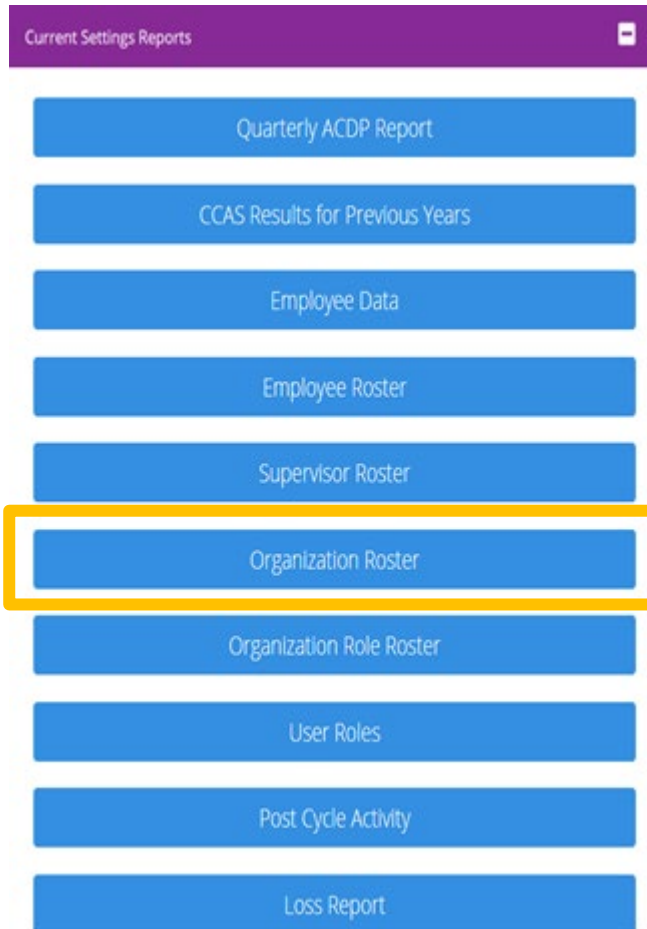 Current Settings Reports
Quarterly ACDP Report
CCAS Results for Previous Years
Employee Data
Employee Roster
Supervisor Roster
Organization Roster
Organization Role Roster
User Roles
Post Cycle Activity
Loss Report